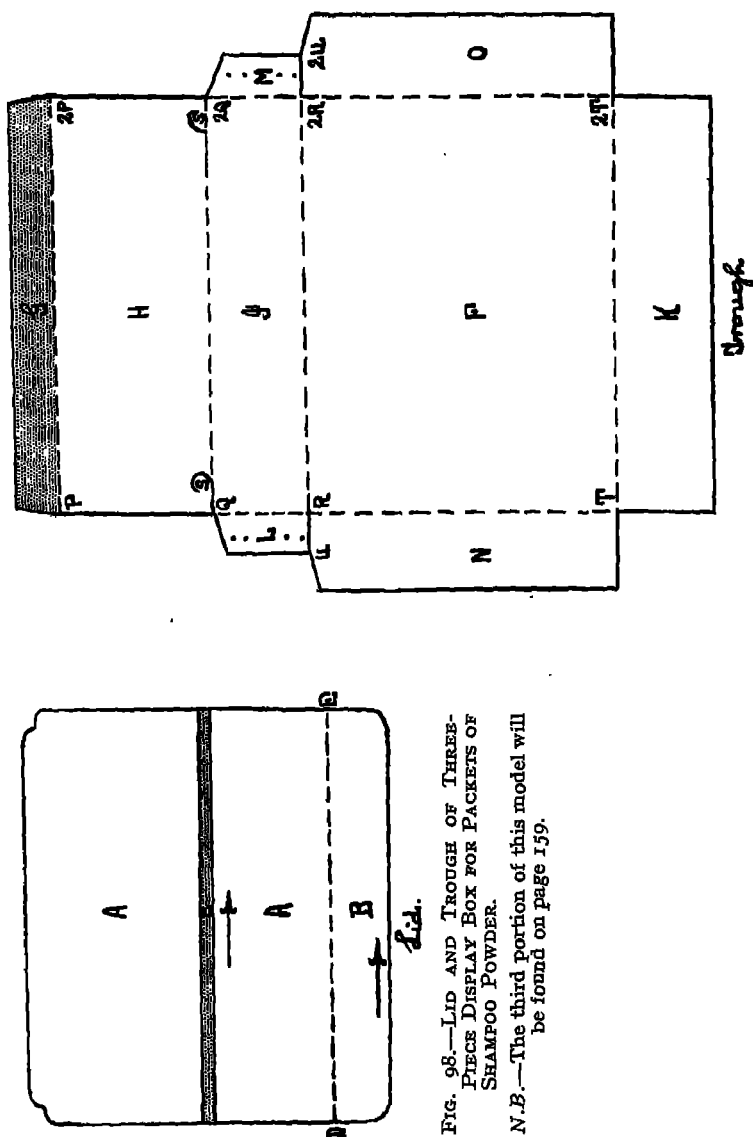 2P
H
S
2Q
M
Q
S
L
2R
2U
R
U
P
F
O
N
2T
T
K
Trough
A
A
B
D
E
Lid.
FIG. 98.—LID AND TROUGH OF THREE-
PIECE DISPLAY BOX FOR PACKETS OF
SHAMPOO POWDER.
N.B.—The third portion of this model will
be found on page 159.